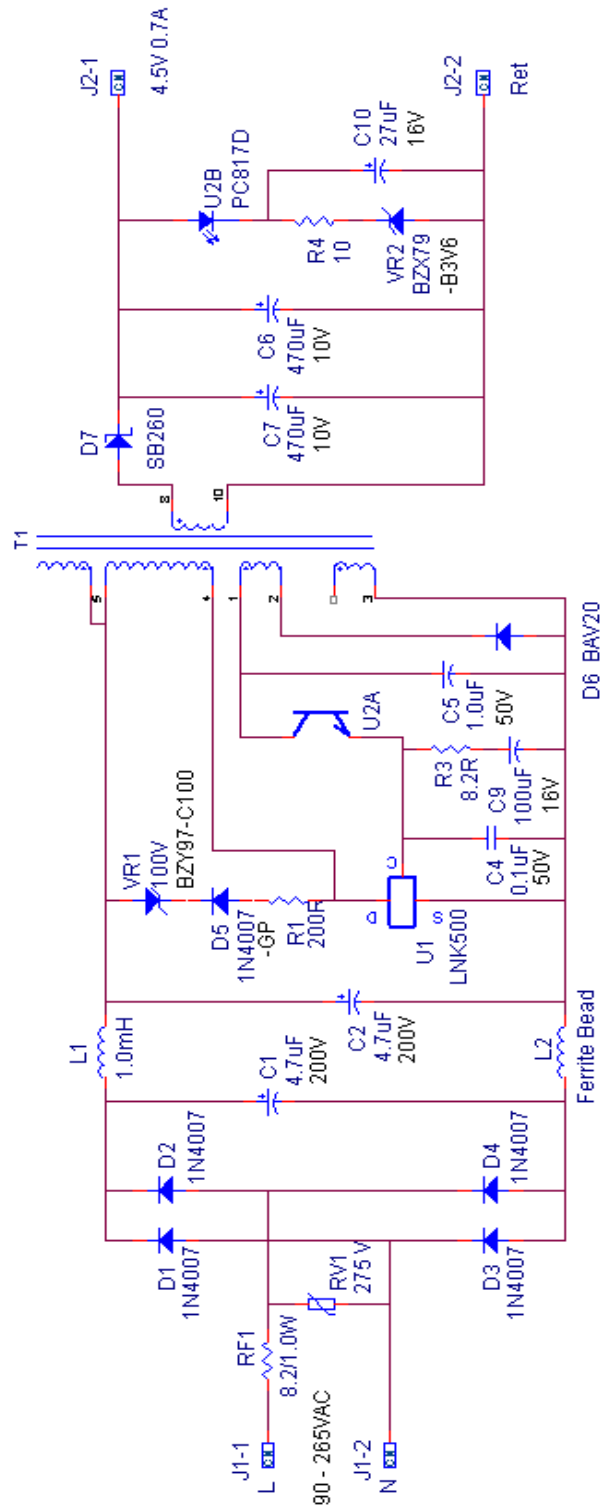 J1-1
L
90 - 265VAC
J1-2
N
RF1
8.2/1.0W
RV1
275 V
D1
1N4007
D2
1N4007
D3
1N4007
D4
1N4007
L1
1.0mH
C1
4.7uF
200V
C2
4.7uF
200V
L2
Ferrite Bead
VR1
100V
BZY97-C100
D5
1N4007
-GP
R1
200R
D
C
S
U1
LNK500
C4
0.1uF
50V
R3
8.2R
C9
100uF
16V
U2A
C5
1.0uF
50V
D6 BAV20
T1
5
4
1
2
3
8
10
D7
SB260
C7
470uF
10V
C6
470uF
10V
U2B
PC817D
R4
10
VR2
BZX79
-B3V6
C10
27uF
16V
J2-1
4.5V 0.7A
J2-2
Ret